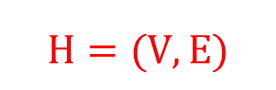 H = (V, E)